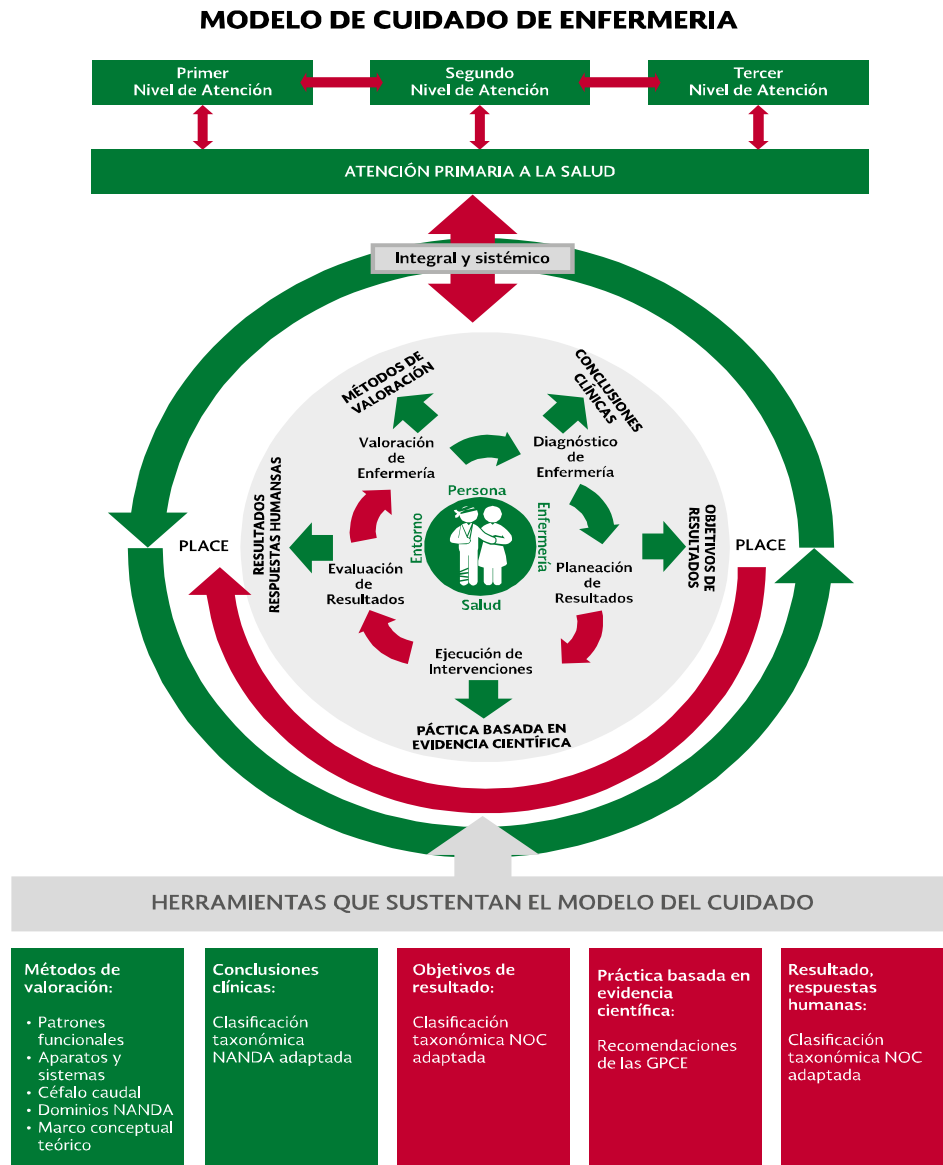 MODELO DE CUIDADO DE ENFERMERIA
Primer
Nivel de Atención
Segundo
Nivel de Atención
Tercer
Nivel de Atención
ATENCIÓN PRIMARIA A LA SALUD
Integral y sistémico
MÉTODOS DE
VALORACIÓN
CONCLUSIONES
CLÍNICAS
Valoración
de
Enfermería
Diagnóstico
de
Enfermería
RESULTADOS
RESPUESTAS HUMANSAS
Persona
Entorno
Enfermería
Salud
OBJETIVOS DE
RESULTADOS
PLACE
PLACE
Evaluación
de
Resultados
Planeación
de
Resultados
Ejecución de
Intervenciones
PÁCTICA BASADA EN
EVIDENCIA CIENTÍFICA
HERRAMIENTAS QUE SUSTENTAN EL MODELO DEL CUIDADO
Métodos de
valoración:
• Patrones
funcionales
• Aparatos y
sistemas
• Céfalo caudal
• Dominios NANDA
• Marco conceptual
teórico
Conclusiones
clínicas:
Clasificación
taxonómica
NANDA adaptada
Objetivos de
resultado:
Clasificación
taxonómica NOC
adaptada
Práctica basada en
evidencia
científica:
Recomendaciones
de las GPCE
Resultado,
respuestas
humanas:
Clasificación
taxonómica NOC
adaptada